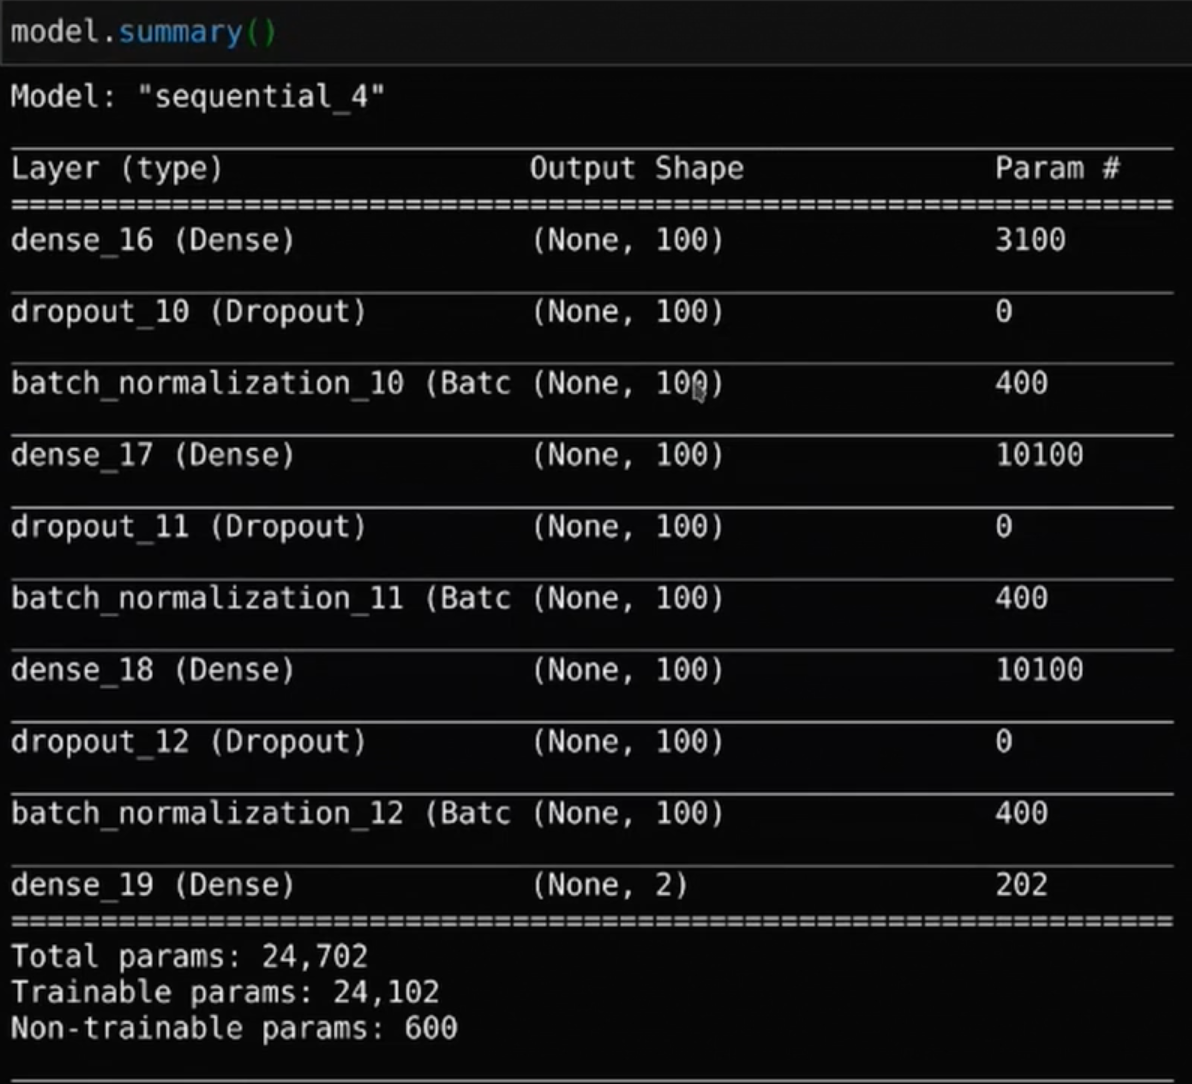 model.summary()
Model: "sequential_4"
Layer (type) Output Shape Param #
=================================================================
dense_16 (Dense) (None, 100) 3100
dropout_10 (Dropout) (None, 100) 0
batch_normalization_10 (Batc (None, 100) 400
dense_17 (Dense) (None, 100) 10100
dropout_11 (Dropout) (None, 100) 0
batch_normalization_11 (Batc (None, 100) 400
dense_18 (Dense) (None, 100) 10100
dropout_12 (Dropout) (None, 100) 0
batch_normalization_12 (Batc (None, 100) 400
dense_19 (Dense) (None, 2) 202
=================================================================
Total params: 24,702
Trainable params: 24,102
Non-trainable params: 600